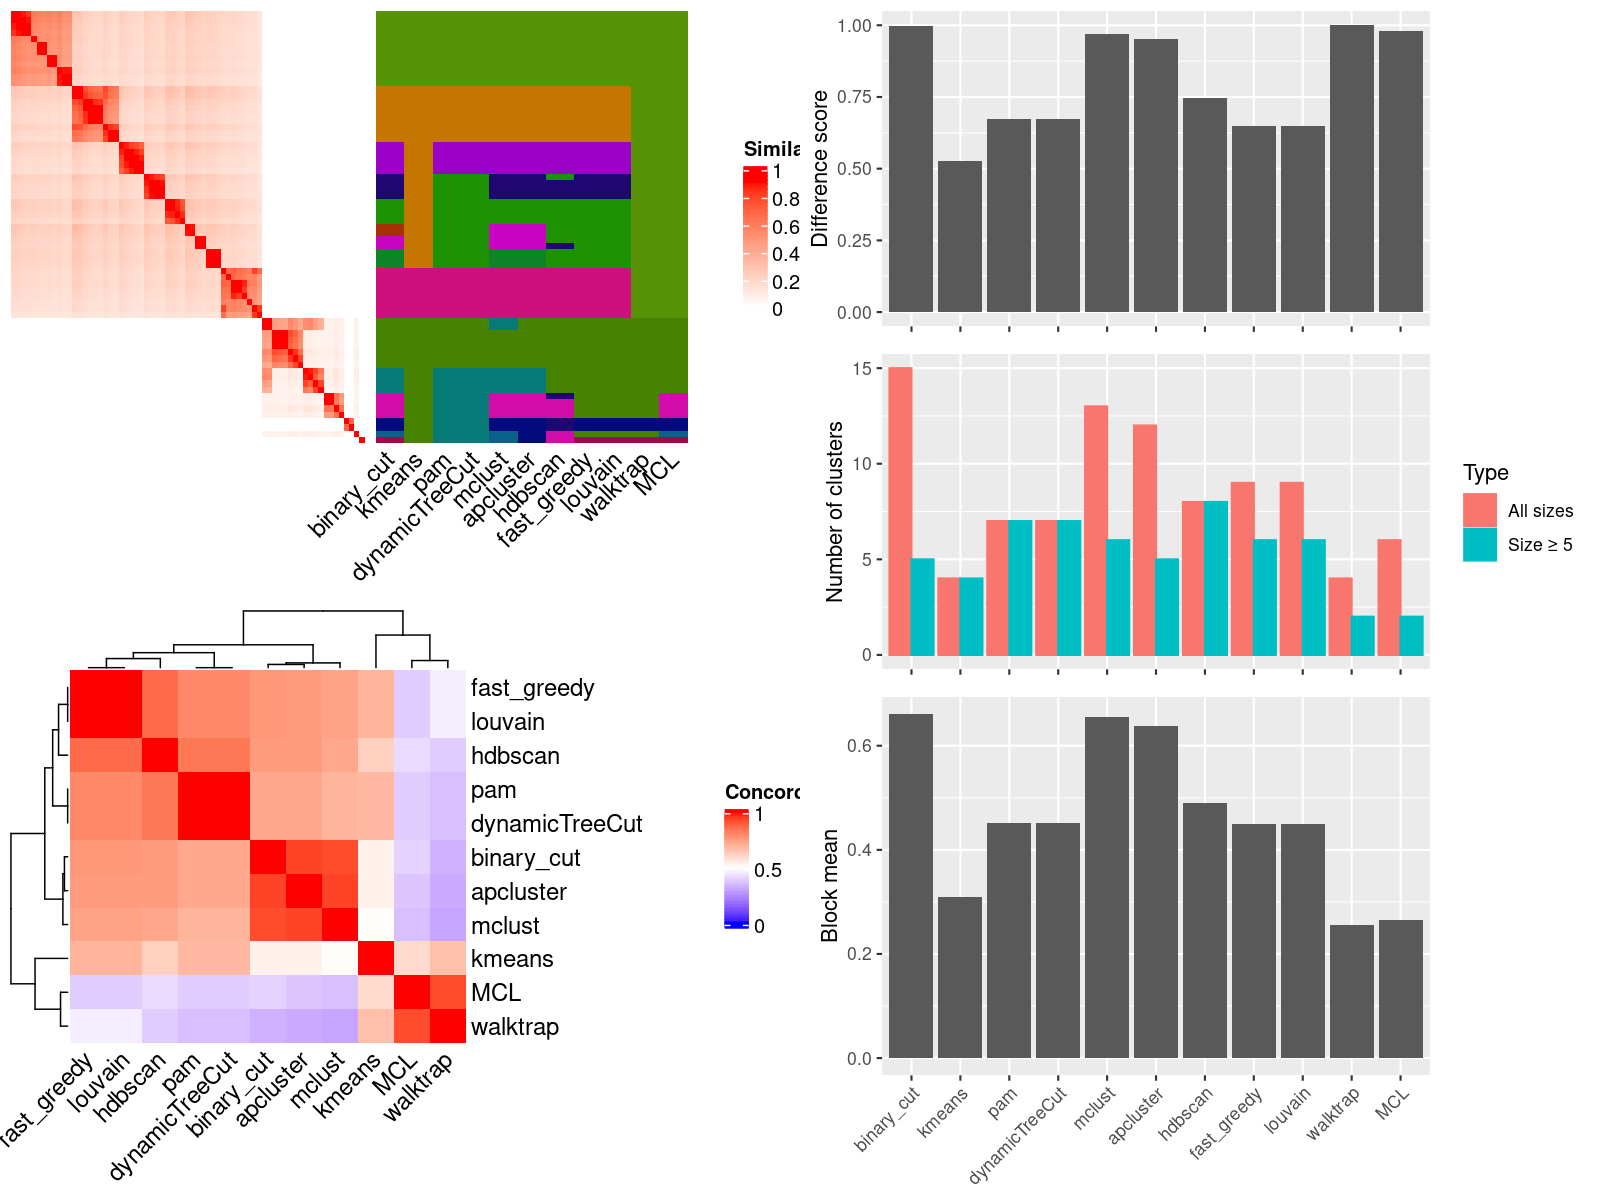 Simila
1
0.8
0.6
0.4
0.2
0
binary_cut
kmeans
pam
dynamicTreeCut
mclust
apcluster
hdbscan
fast_greedy
louvain
walktrap
MCL
fast_greedy
louvain
hdbscan
pam
dynamicTreeCut
binary_cut
apcluster
mclust
kmeans
MCL
walktrap
fast_greedy
louvain
hdbscan
pam
dynamicTreeCut
binary_cut
apcluster
mclust
kmeans
MCL
walktrap
Concord
1
0.5
0
Difference score
1.00
0.75
0.50
0.25
0.00
Number of clusters
15
10
5
0
Type
All sizes
Size ≥ 5
Block mean
0.6
0.4
0.2
0.0
binary_cut
kmeans
pam
dynamicTreeCut
mclust
apcluster
hdbscan
fast_greedy
louvain
walktrap
MCL